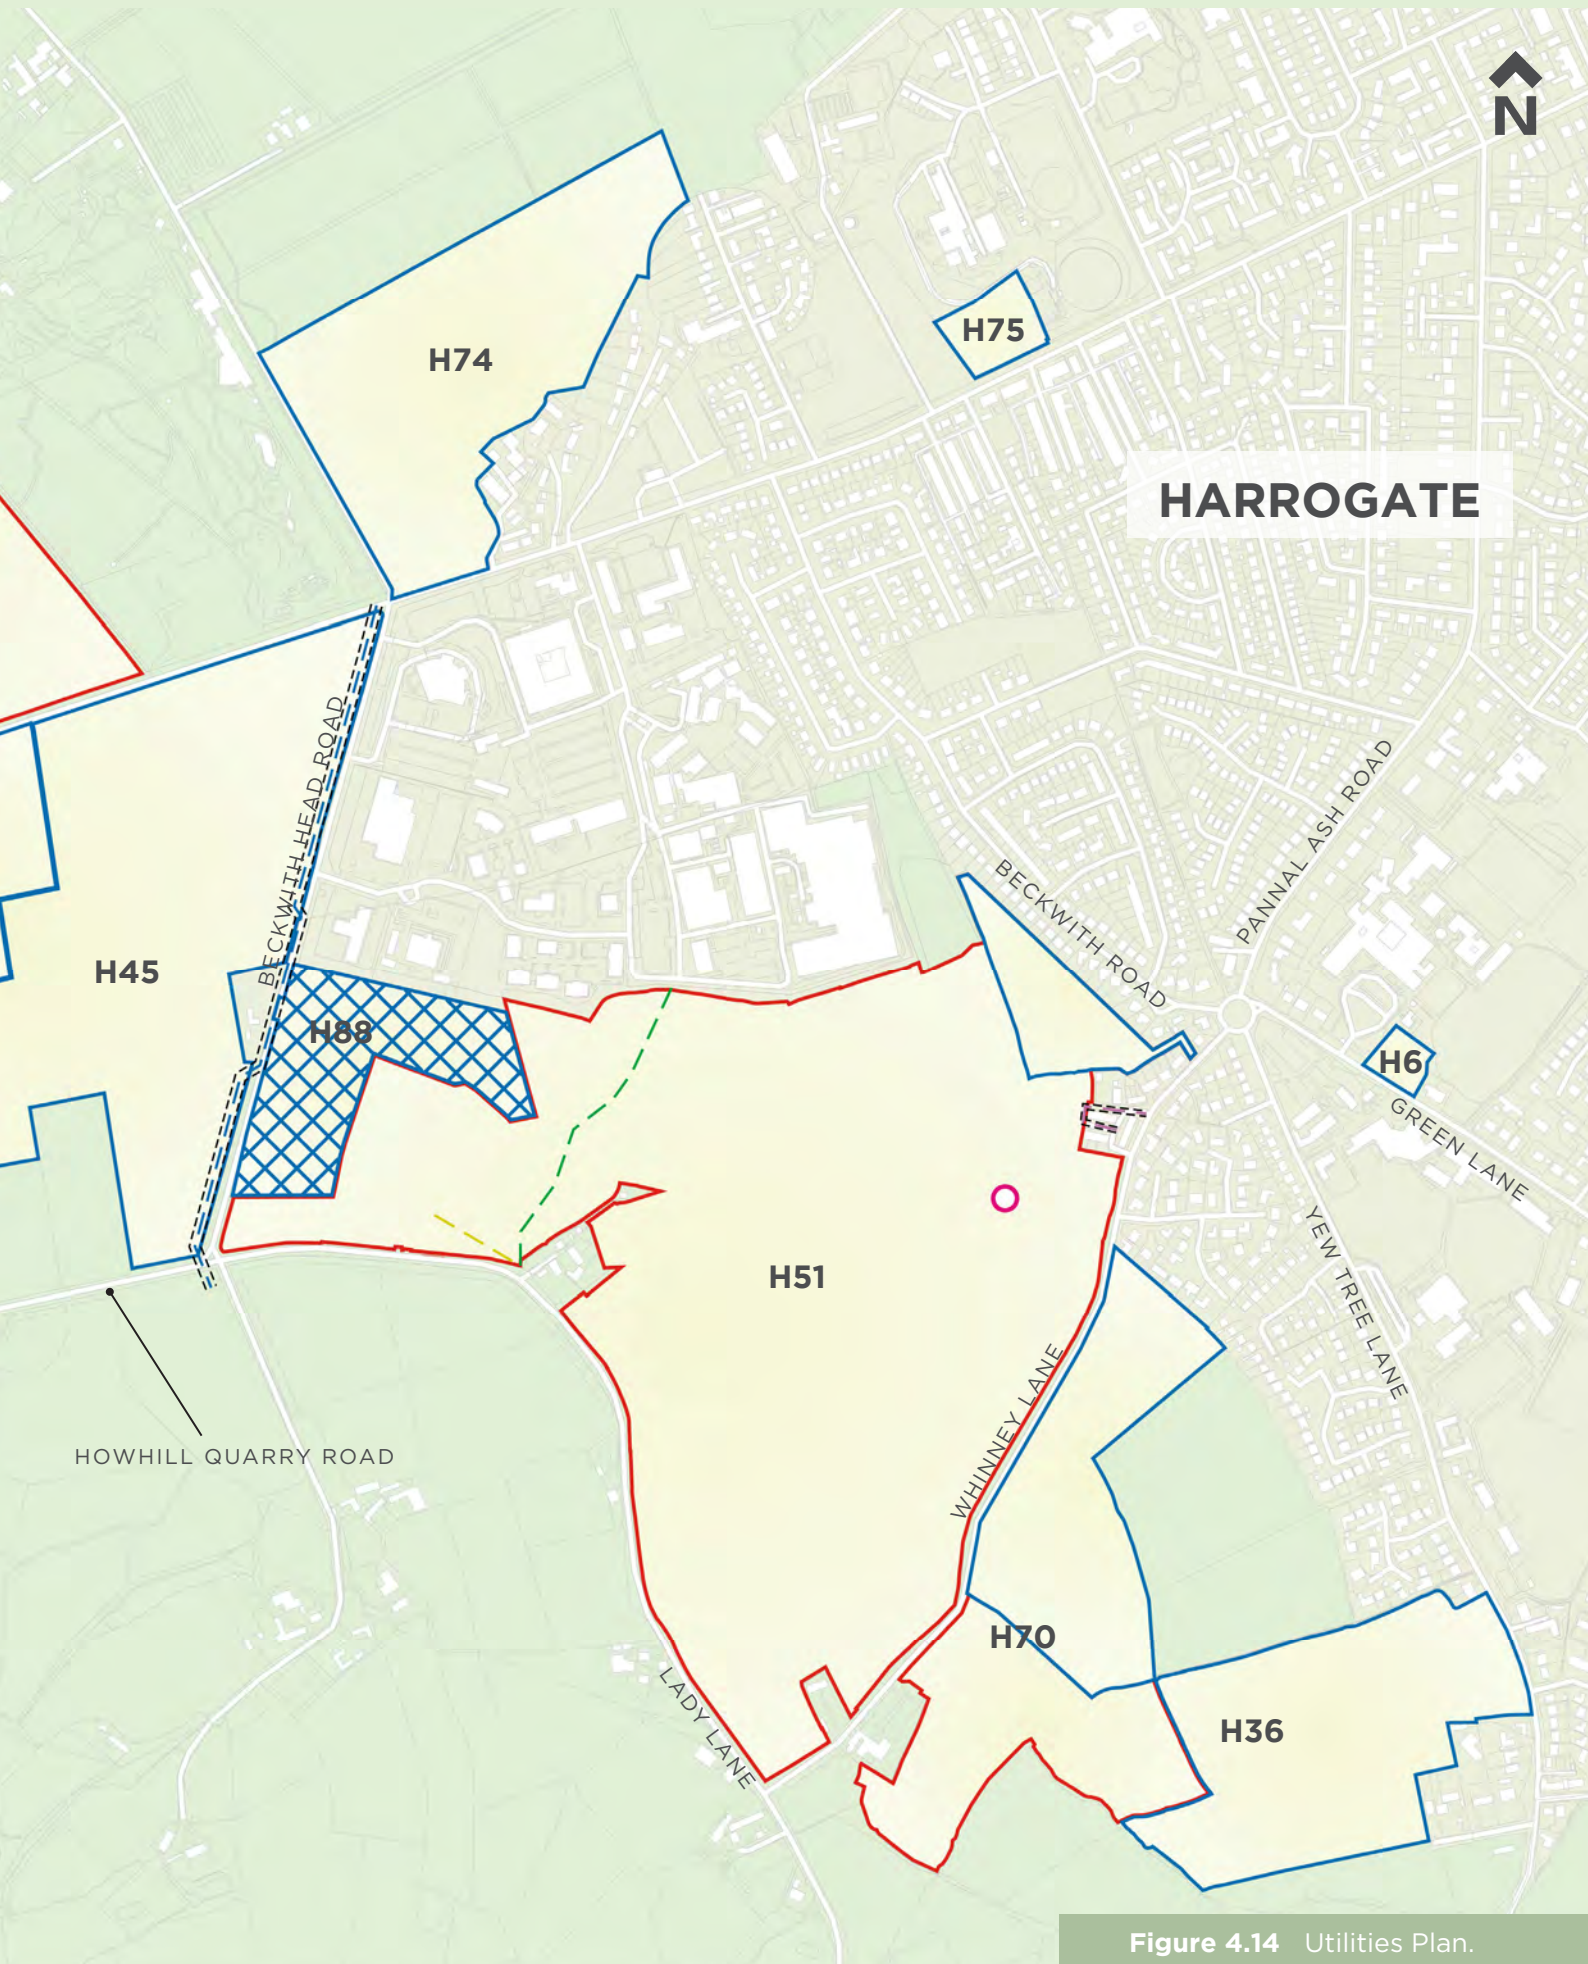 N
H75
H74
HARROGATE
BECKWITH HEAD ROAD
PANNAL ASH ROAD
BECKWITH ROAD
H45
H88
H6
GREEN LANE
YEW TREE LANE
H51
WHINNEY LANE
HOWHILL QUARRY ROAD
H70
LADY LANE
H36
Figure 4.14 Utilities Plan.